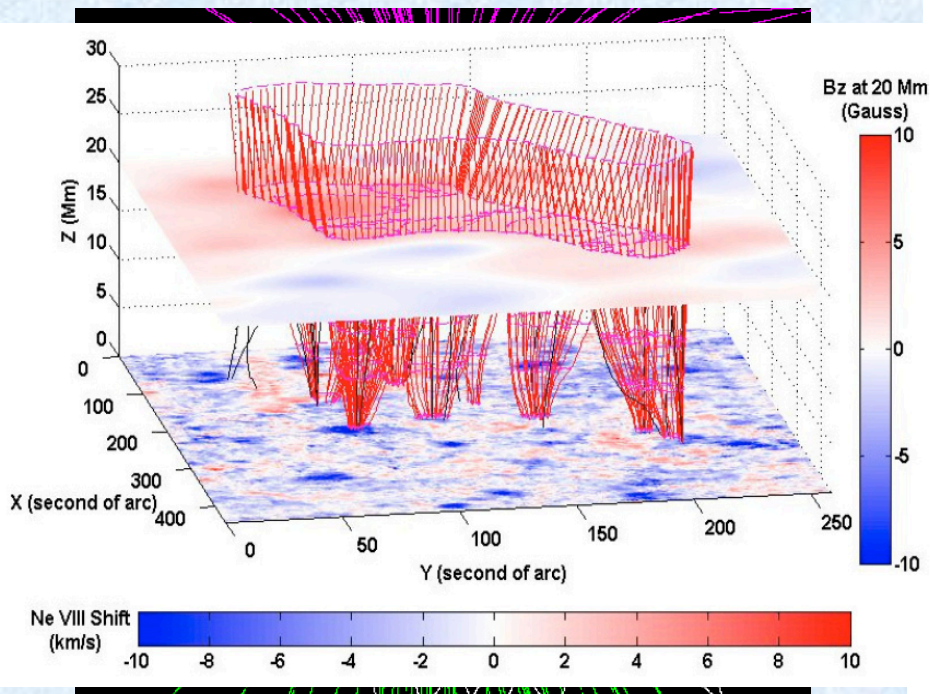 30
25
20
15
10
5
0
Z (Mm)
0
100
200
300
400
X (second of arc)
0
50
100
150
200
250
Y (second of arc)
Bz at 20 Mm
(Gauss)
10
5
0
-5
-10
Ne VIII Shift
(km/s)
-10 -8 -6 -4 -2 0 2 4 6 8 10